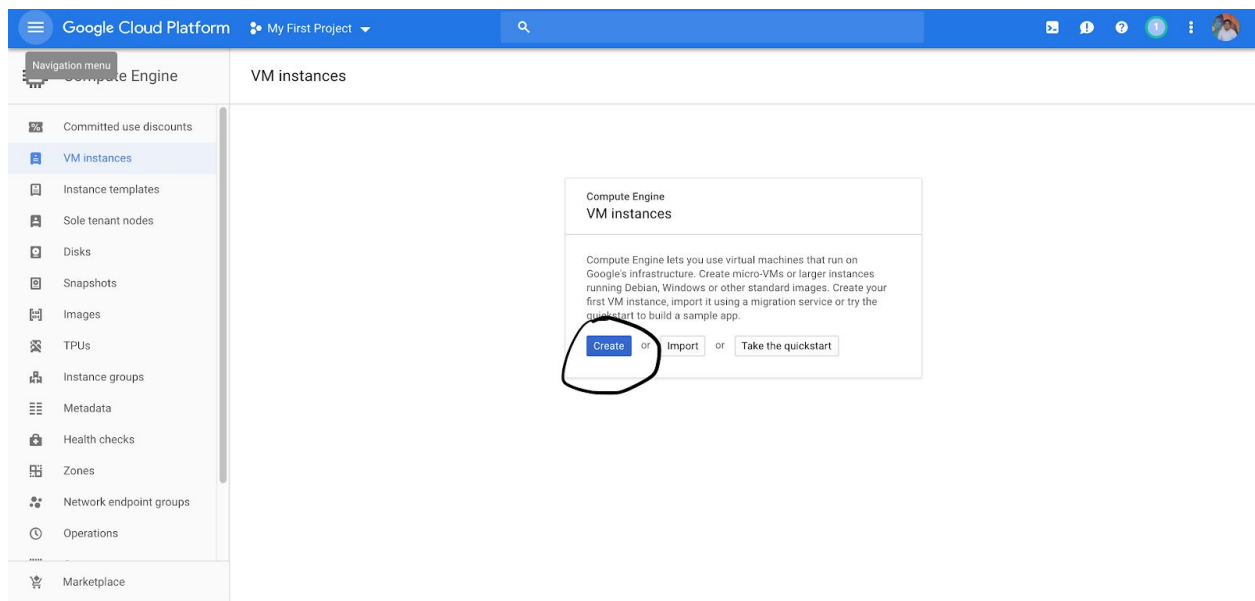 Google Cloud Platform
My First Project
1
Navigation menu
Compute Engine
VM instances
Committed use discounts
VM instances
Instance templates
Sole tenant nodes
Disks
Snapshots
Images
TPUs
Instance groups
Metadata
Health checks
Zones
Network endpoint groups
Operations
Marketplace
Compute Engine
VM instances
Compute Engine lets you use virtual machines that run on
Google's infrastructure. Create micro-VMs or larger instances
running Debian, Windows or other standard images. Create your
first VM instance, import it using a migration service or try the
quickstart to build a sample app.
Create or Import or Take the quickstart